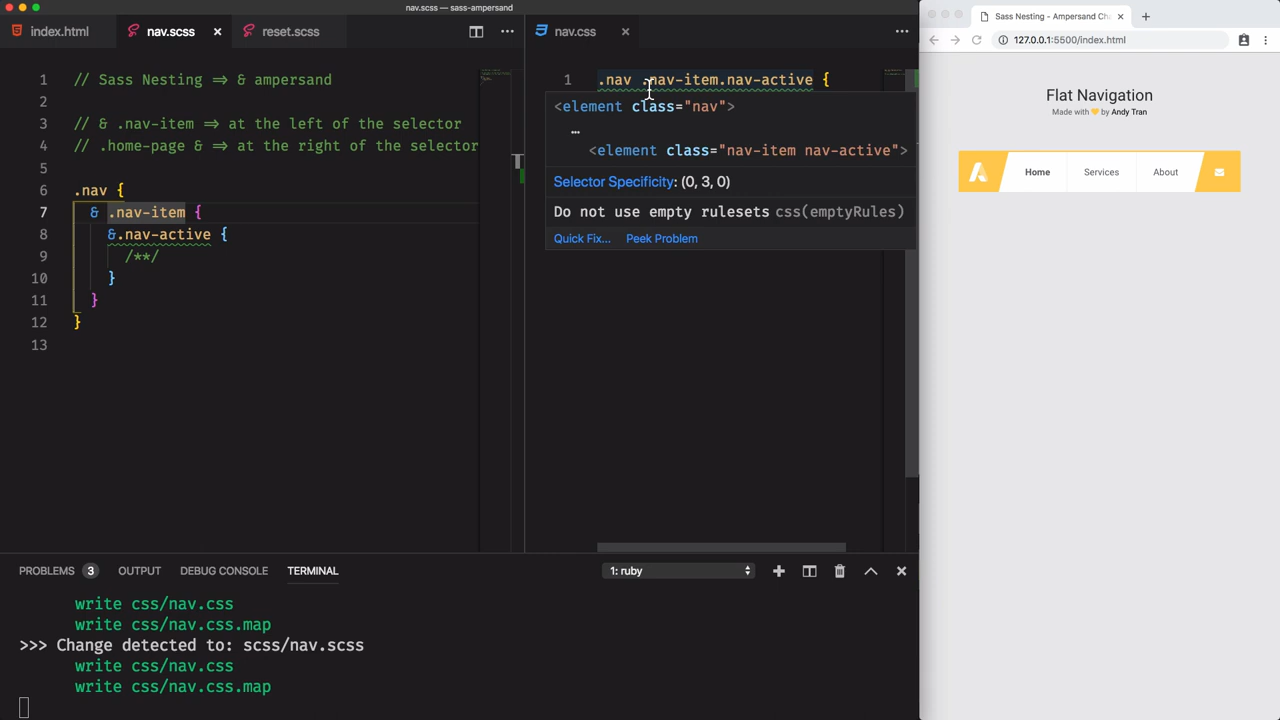 nav.scss — sass-ampersand
index.html
nav.scss
reset.scss
1 // Sass Nesting => & ampersand
2
3 // & .nav-item => at the left of the selector
4 // .home-page & => at the right of the selector
5
6 .nav {
7 & .nav-item {
8 &.nav-active {
9 /**/
10 }
11 }
12 }
13
nav.css
1 .nav .nav-item.nav-active {
<element class="nav">
…
<element class="nav-item nav-active">
Selector Specificity: (0, 3, 0)
Do not use empty rulesets css(emptyRules)
Quick Fix... Peek Problem
PROBLEMS 3 OUTPUT DEBUG CONSOLE TERMINAL
1: ruby
write css/nav.css
write css/nav.css.map
>>> Change detected to: scss/nav.scss
write css/nav.css
write css/nav.css.map
Sass Nesting - Ampersand Ch
127.0.0.1:5500/index.html
Flat Navigation
Made with 💛 by Andy Tran
Home Services About